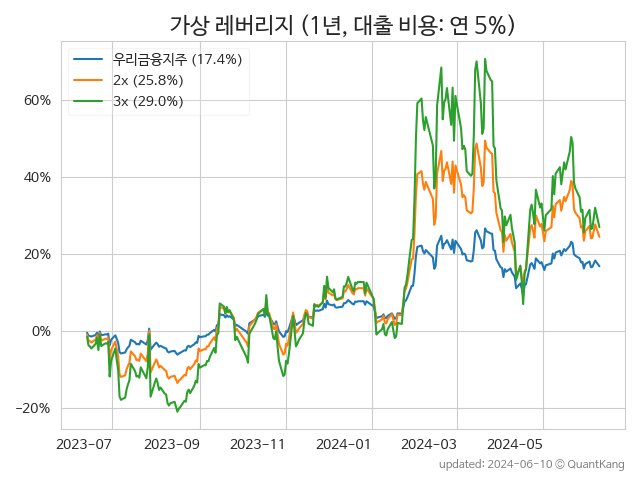 가상 레버리지 (1년, 대출 비용: 연 5%)
우리금융지주 (17.4%)
2x (25.8%)
3x (29.0%)
60%
40%
20%
0%
−20%
2023-07
2023-09
2023-11
2024-01
2024-03
2024-05
updated: 2024-06-10 © QuantKang